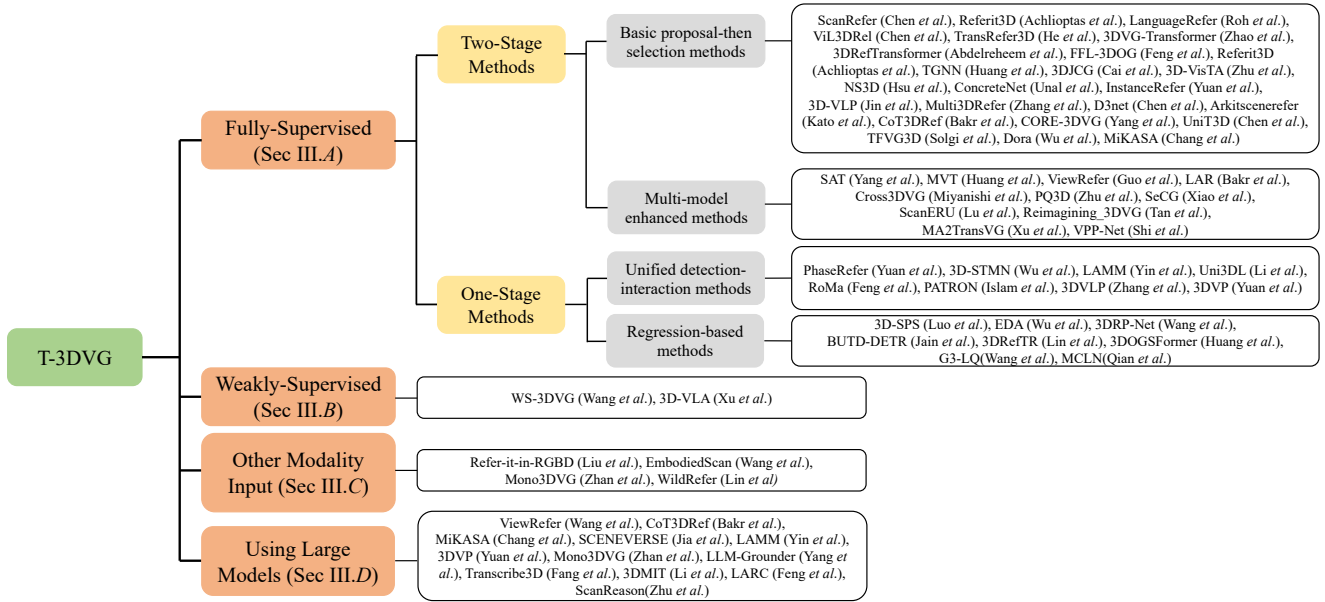 T-3DVG
Fully-Supervised
(Sec III.A)
Two-Stage
Methods
Basic proposal-then
selection methods
ScanRefer (Chen et al.), Referit3D (Achlioptas et al.), LanguageRefer (Roh et al.),
ViL3DRel (Chen et al.), TransRefer3D (He et al.), 3DVG-Transformer (Zhao et al.),
3DRefTransformer (Abdelreheem et al.), FFL-3DOG (Feng et al.), Referit3D
(Achlioptas et al.), TGNN (Huang et al.), 3DJCG (Cai et al.), 3D-VisTA (Zhu et al.),
NS3D (Hsu et al.), ConcreteNet (Unal et al.), InstanceRefer (Yuan et al.),
3D-VLP (Jin et al.), Multi3DRefer (Zhang et al.), D3net (Chen et al.), Arkitscenerefer
(Kato et al.), CoT3DRef (Bakr et al.), CORE-3DVG (Yang et al.), UniT3D (Chen et al.),
TFVG3D (Solgi et al.), Dora (Wu et al.), MiKASA (Chang et al.)
Multi-model
enhanced methods
SAT (Yang et al.), MVT (Huang et al.), ViewRefer (Guo et al.), LAR (Bakr et al.),
Cross3DVG (Miyanishi et al.), PQ3D (Zhu et al.), SeCG (Xiao et al.),
ScanERU (Lu et al.), Reimagining_3DVG (Tan et al.),
MA2TransVG (Xu et al.), VPP-Net (Shi et al.)
One-Stage
Methods
Unified detection-
interaction methods
PhaseRefer (Yuan et al.), 3D-STMN (Wu et al.), LAMM (Yin et al.), Uni3DL (Li et al.),
RoMa (Feng et al.), PATRON (Islam et al.), 3DVLP (Zhang et al.), 3DVP (Yuan et al.)
Regression-based
methods
3D-SPS (Luo et al.), EDA (Wu et al.), 3DRP-Net (Wang et al.),
BUTD-DETR (Jain et al.), 3DRefTR (Lin et al.), 3DOGSFormer (Huang et al.),
G3-LQ(Wang et al.), MCLN(Qian et al.)
Weakly-Supervised
(Sec III.B)
WS-3DVG (Wang et al.), 3D-VLA (Xu et al.)
Other Modality
Input (Sec III.C)
Refer-it-in-RGBD (Liu et al.), EmbodiedScan (Wang et al.),
Mono3DVG (Zhan et al.), WildRefer (Lin et al)
Using Large
Models (Sec III.D)
ViewRefer (Wang et al.), CoT3DRef (Bakr et al.),
MiKASA (Chang et al.), SCENEVERSE (Jia et al.), LAMM (Yin et al.),
3DVP (Yuan et al.), Mono3DVG (Zhan et al.), LLM-Grounder (Yang et
al.), Transcribe3D (Fang et al.), 3DMIT (Li et al.), LARC (Feng et al.),
ScanReason(Zhu et al.)